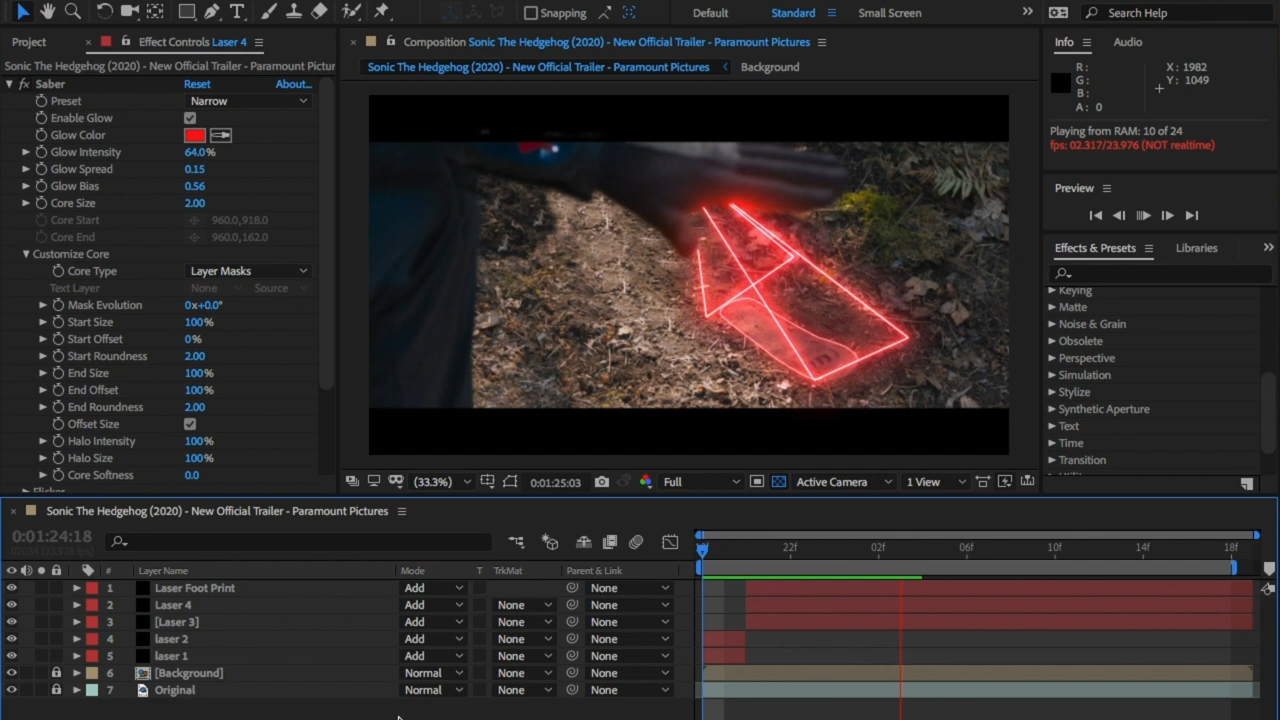 Snapping
Default
Standard
Small Screen
Search Help
Project
Effect Controls Laser 4
Composition Sonic The Hedgehog (2020) - New Official Trailer - Paramount Pictures
Info
Audio
Sonic The Hedgehog (2020) - New Official Trailer - Paramount Pictur
Sonic The Hedgehog (2020) - New Official Trailer - Paramount Pictures
Background
R:
G:
B:
A: 0
X: 1982
Y: 1049
fx Saber Reset About...
Preset Narrow
Enable Glow
Glow Color
Glow Intensity 64.0%
Glow Spread 0.15
Glow Bias 0.56
Core Size 2.00
Core Start 960.0,918.0
Core End 960.0,162.0
Customize Core
Core Type Layer Masks
Text Layer None Source
Mask Evolution 0x+0.0°
Start Size 100%
Start Offset 0%
Start Roundness 2.00
End Size 100%
End Offset 100%
End Roundness 2.00
Offset Size
Halo Intensity 100%
Halo Size 100%
Core Softness 0.0
Playing from RAM: 10 of 24
fps: 02.317/23.976 (NOT realtime)
Preview
Effects & Presets
Libraries
Keying
Matte
Noise & Grain
Obsolete
Perspective
Simulation
Stylize
Synthetic Aperture
Text
Time
Transition
(33.3%) 0:01:25:03 Full Active Camera 1 View
Sonic The Hedgehog (2020) - New Official Trailer - Paramount Pictures
0:01:24:18
22f 02f 06f 10f 14f 18f
# Layer Name Mode T TrkMat Parent & Link
1 Laser Foot Print Add None
2 Laser 4 Add None None
3 [Laser 3] Add None None
4 laser 2 Add None None
5 laser 1 Add None None
6 [Background] Normal None None
7 Original Normal None None